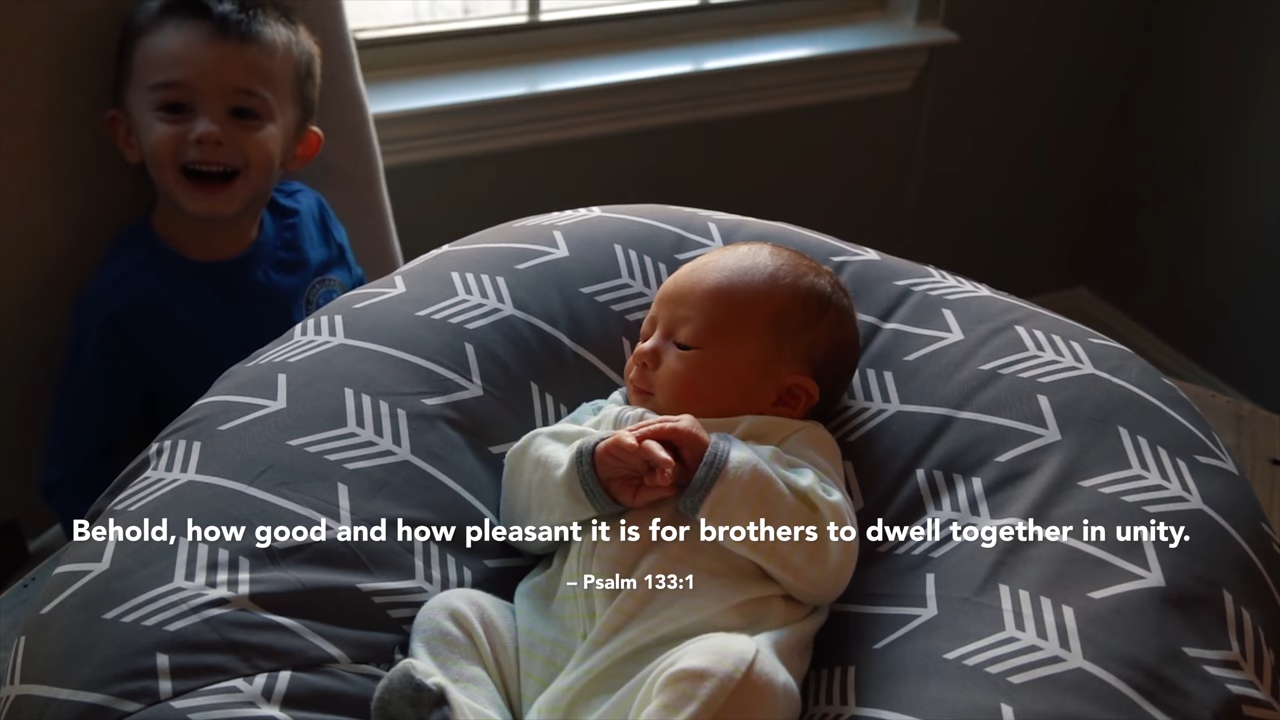 Behold, how good and how pleasant it is for brothers to dwell together in unity.
– Psalm 133:1